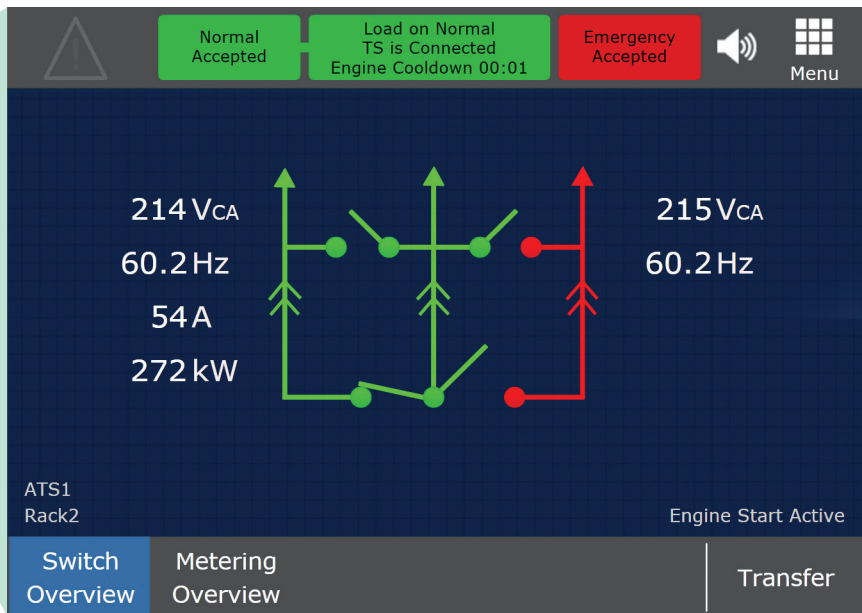 Normal
Accepted
Load on Normal
TS is Connected
Engine Cooldown 00:01
Emergency
Accepted
Menu
214 VCA
60.2 Hz
54 A
272 kW
215 VCA
60.2 Hz
ATS1
Rack2
Engine Start Active
Switch
Overview
Metering
Overview
Transfer